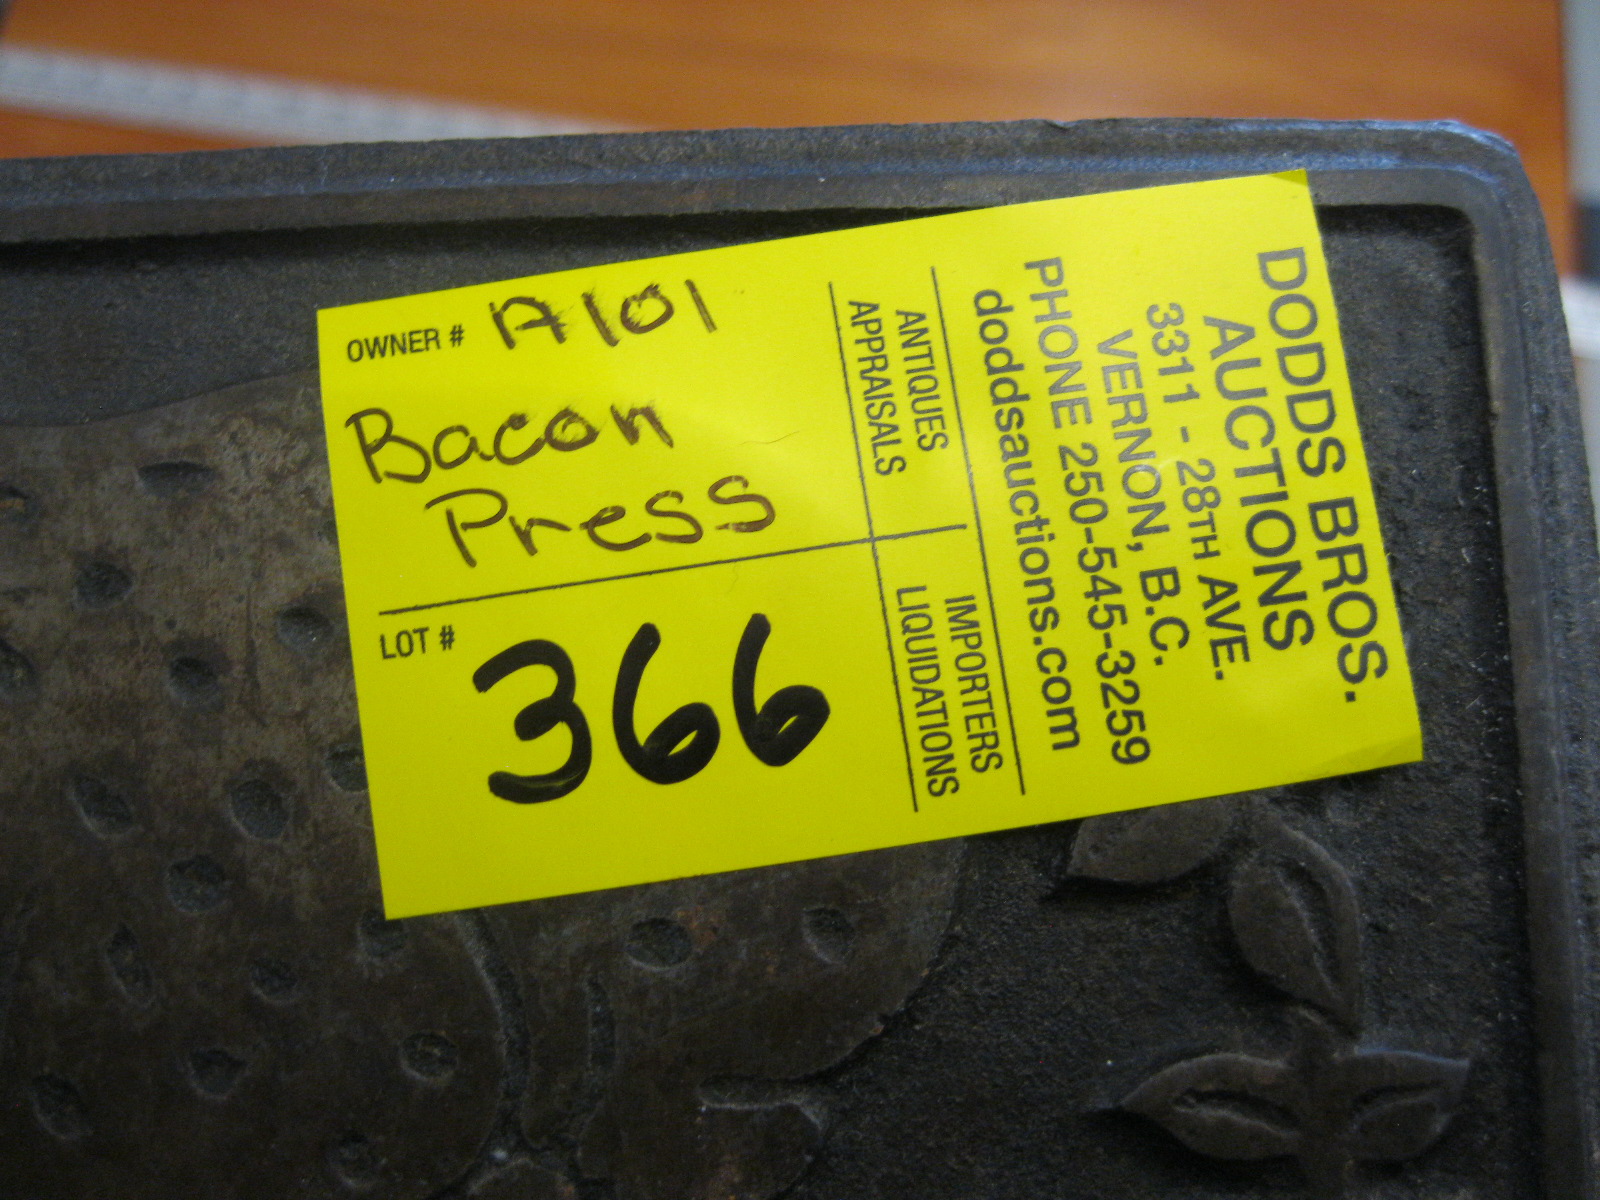 OWNER # A101
Bacon
Press
LOT # 366
ANTIQUES
APPRAISALS
IMPORTERS
LIQUIDATIONS
DODDS BROS.
AUCTIONS
3311 - 28TH AVE.
VERNON, B.C.
PHONE 250-545-3259
doddsauctions.com